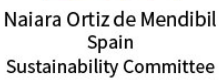 Naiara Ortiz de Mendibil
Spain
Sustainability Committee